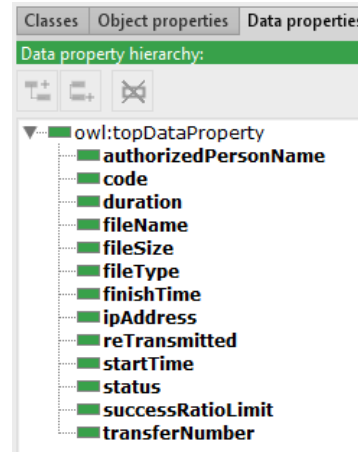 Classes Object properties Data properties
Data property hierarchy:
owl:topDataProperty
authorizedPersonName
code
duration
fileName
fileSize
fileType
finishTime
ipAddress
reTransmitted
startTime
status
successRatioLimit
transferNumber